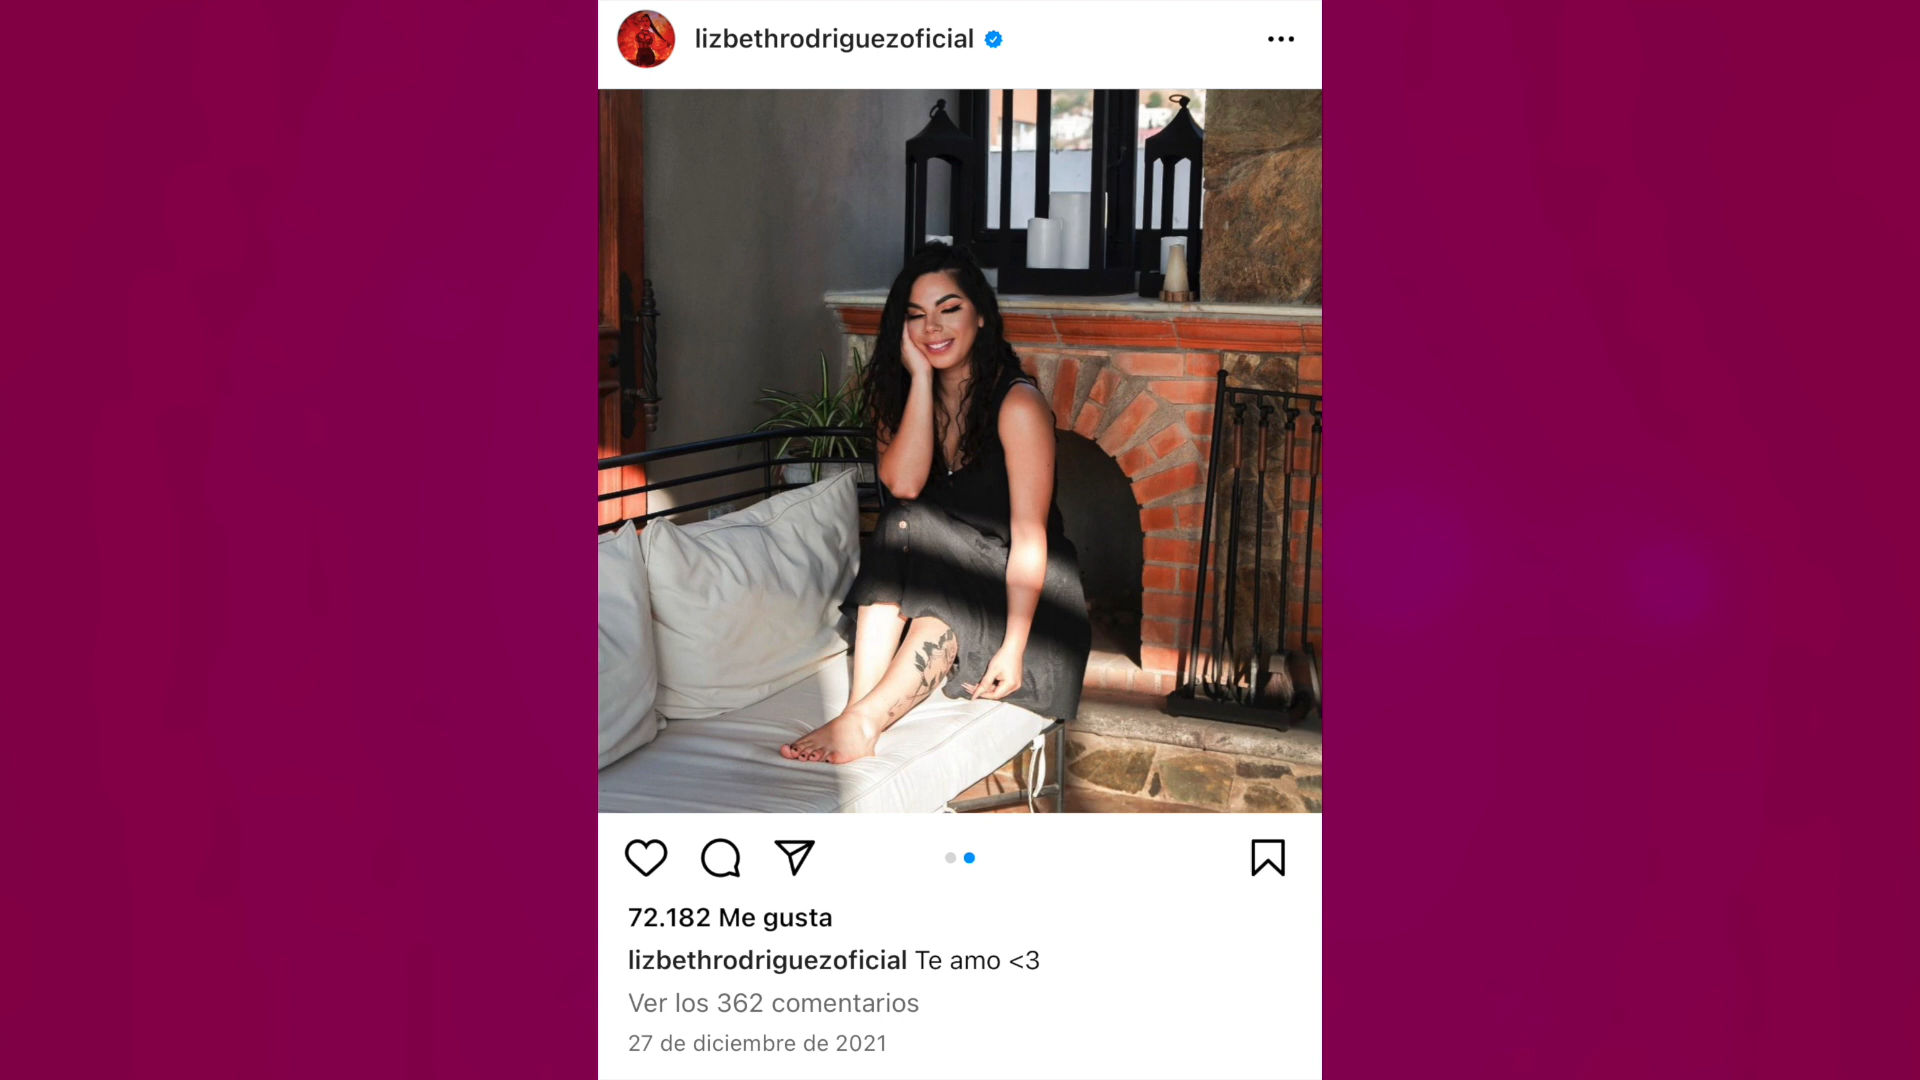 lizbethrodriguezoficial
72.182 Me gusta
lizbethrodriguezoficial Te amo <3
Ver los 362 comentarios
27 de diciembre de 2021